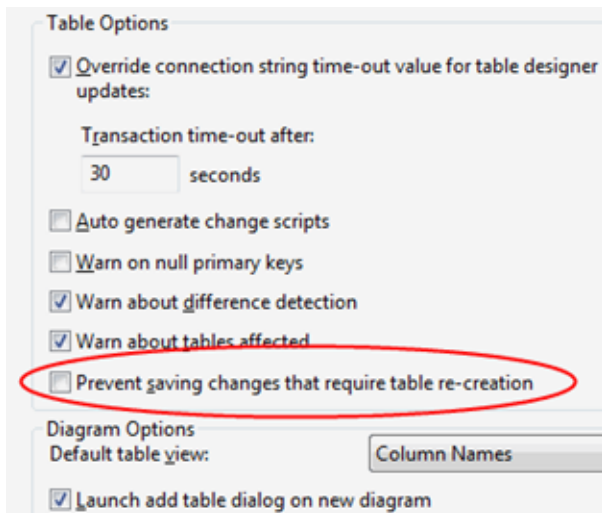 Table Options
Override connection string time-out value for table designer
updates:
Transaction time-out after:
30 seconds
Auto generate change scripts
Warn on null primary keys
Warn about difference detection
Warn about tables affected
Prevent saving changes that require table re-creation
Diagram Options
Default table view: Column Names
Launch add table dialog on new diagram